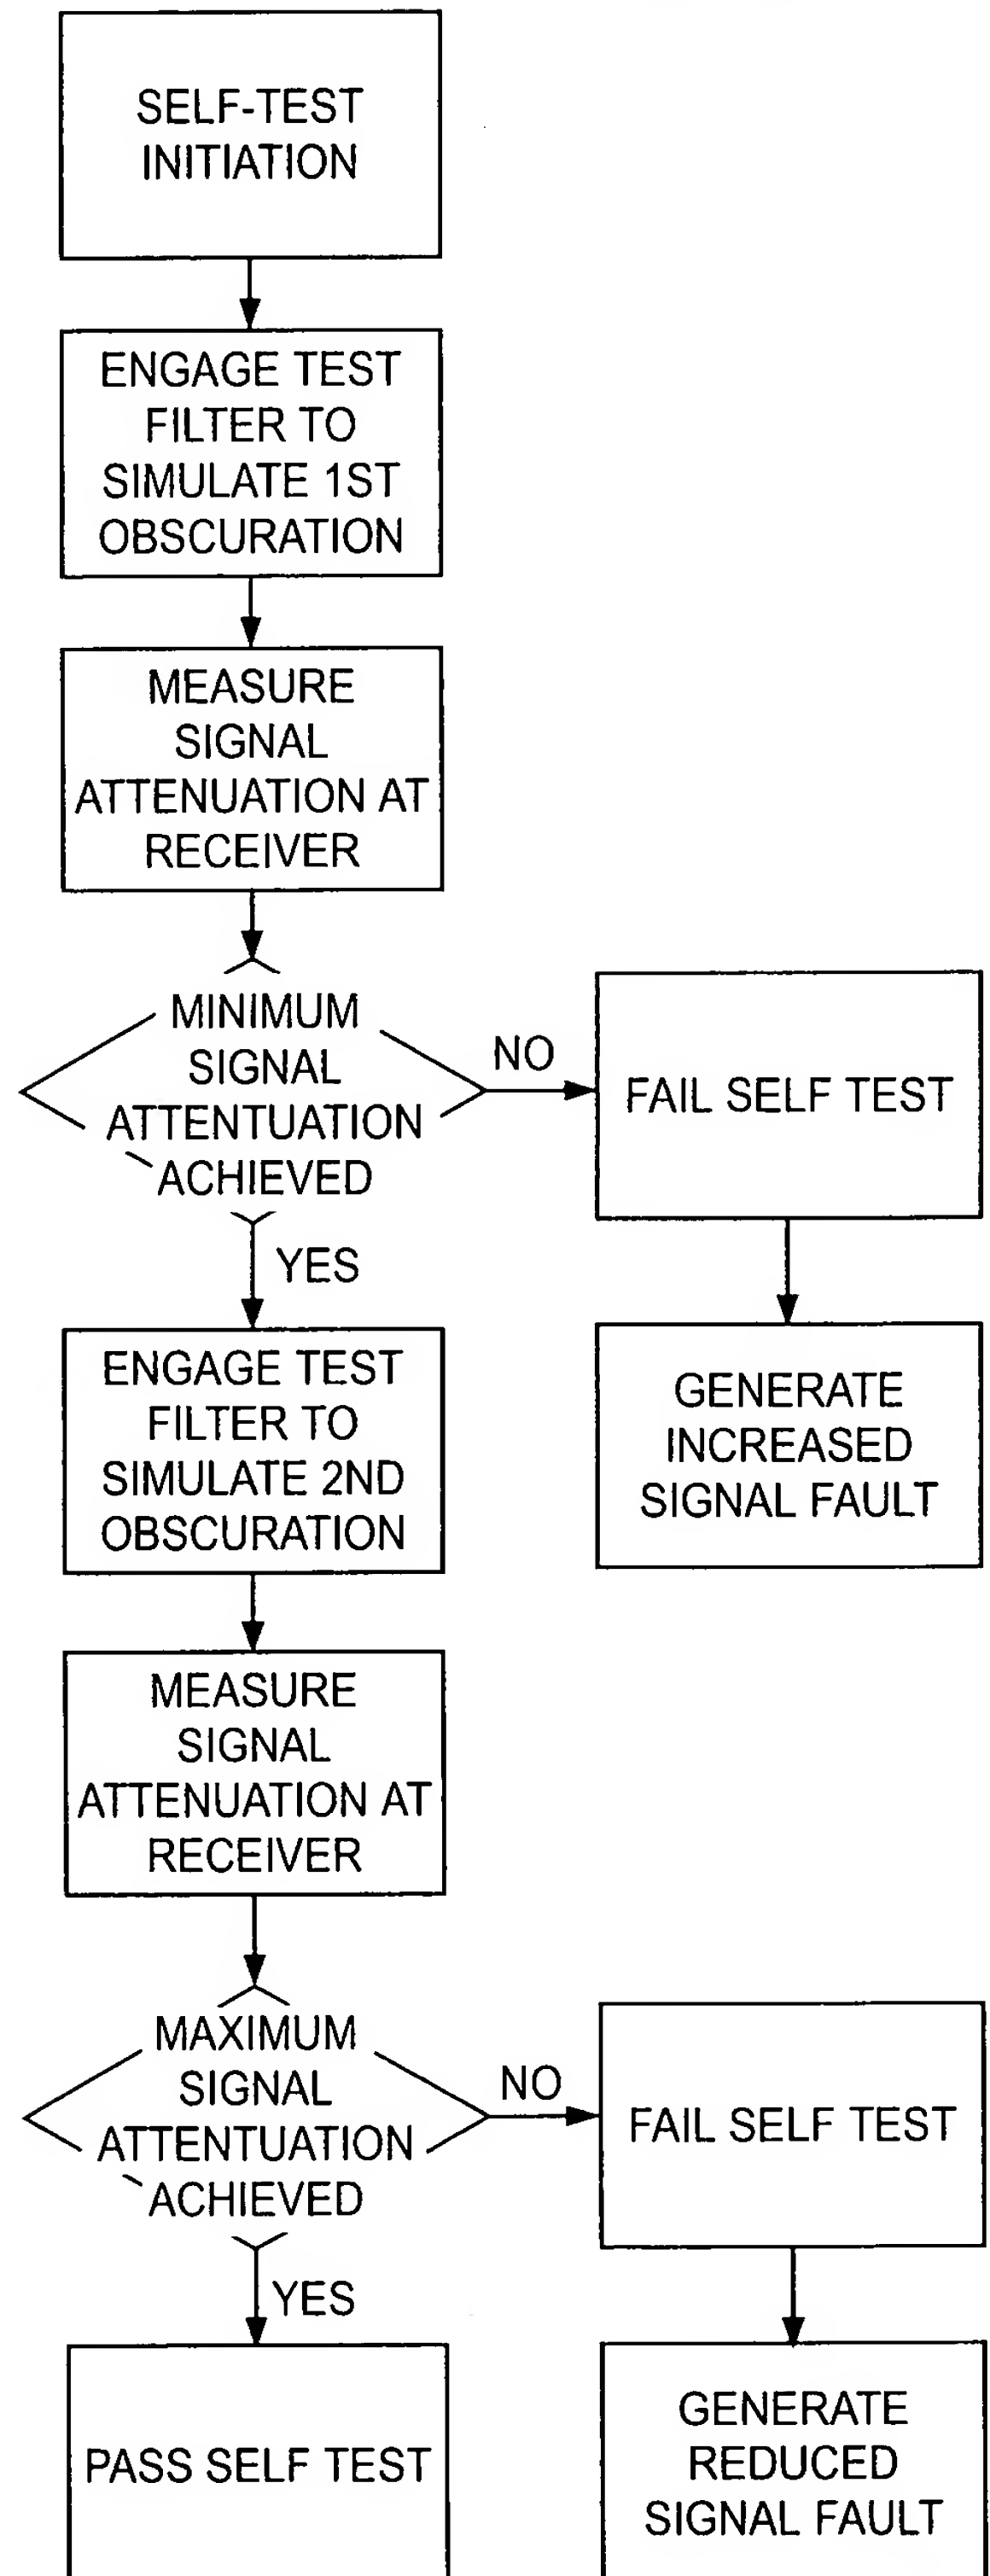 SELF-TEST
INITIATION
ENGAGE TEST
FILTER TO
SIMULATE 1ST
OBSCURATION
MEASURE
SIGNAL
ATTENUATION AT
RECEIVER
MINIMUM
SIGNAL
ATTENTUATION
ACHIEVED
NO
FAIL SELF TEST
YES
GENERATE
INCREASED
SIGNAL FAULT
ENGAGE TEST
FILTER TO
SIMULATE 2ND
OBSCURATION
MEASURE
SIGNAL
ATTENUATION AT
RECEIVER
MAXIMUM
SIGNAL
ATTENTUATION
ACHIEVED
NO
FAIL SELF TEST
YES
PASS SELF TEST
GENERATE
REDUCED
SIGNAL FAULT